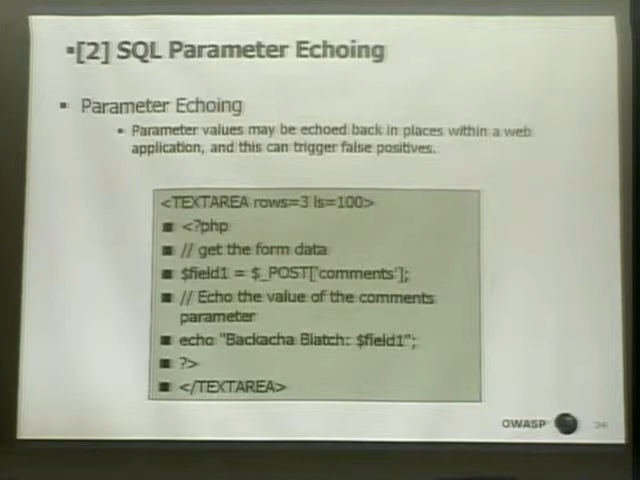 [2] SQL Parameter Echoing
Parameter Echoing
Parameter values may be echoed back in places within a web
application, and this can trigger false positives.
<TEXTAREA rows=3 ls=100>
<?php
// get the form data
$field1 = $_POST['comments'];
// Echo the value of the comments
parameter
echo "Backacha Biatch: $field1";
?>
</TEXTAREA>
OWASP